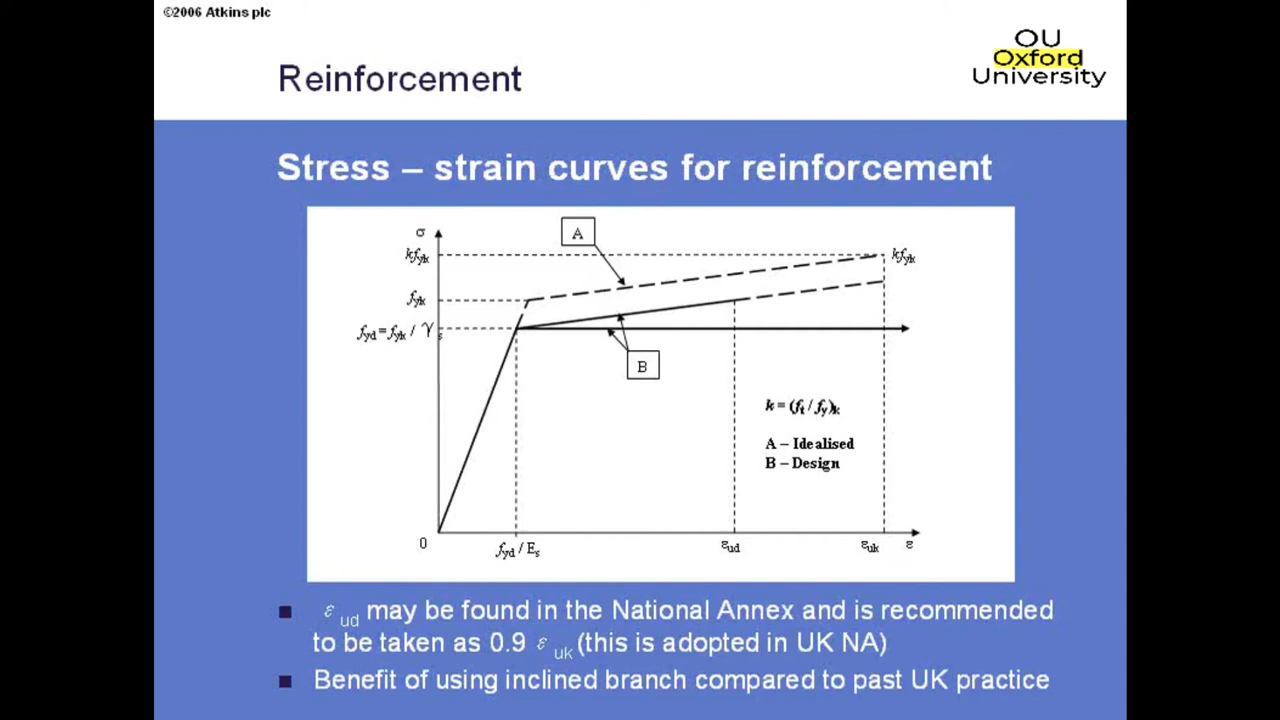 ©2006 Atkins plc
OU
Oxford
University
Reinforcement
Stress – strain curves for reinforcement
σ
A
kfyk
kfyk
fyk
fyd = fyk / γs
B
k = (ft / fy)k
A – Idealised
B – Design
0
fyd / Es
εud
εuk
ε
■ εud may be found in the National Annex and is recommended
to be taken as 0.9 εuk (this is adopted in UK NA)
■ Benefit of using inclined branch compared to past UK practice